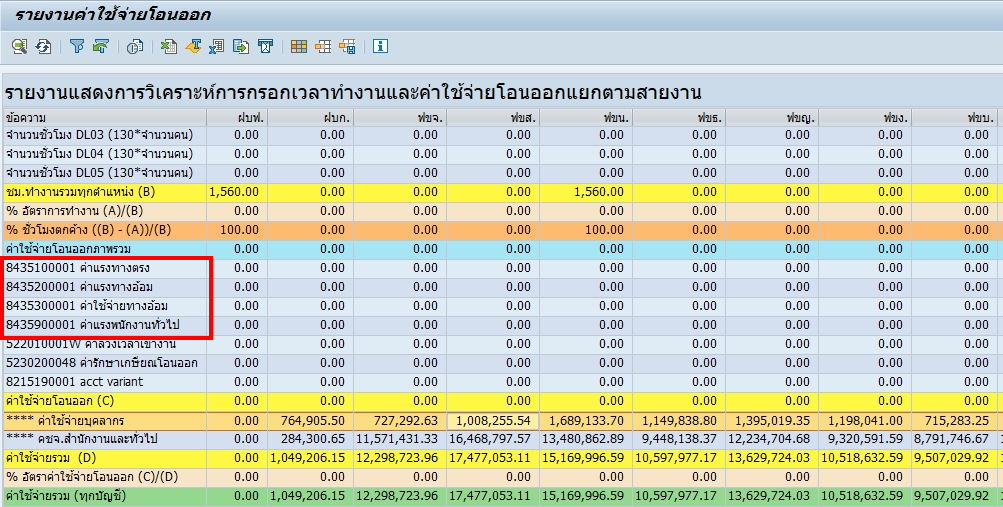 รายงานค่าใช้จ่ายโอนออก
รายงานแสดงการวิเคราะห์การกรอกเวลาทำงานและค่าใช้จ่ายโอนออกแยกตามสายงาน
ข้อความ ฝบฟ. ฝบก. ฟขจ. ฟขส. ฟขน. ฟขธ. ฟขญ. ฟขง. ฟขบ.
จำนวนชั่วโมง DL03 (130*จำนวนคน) 0.00 0.00 0.00 0.00 0.00 0.00 0.00 0.00 0.00
จำนวนชั่วโมง DL04 (130*จำนวนคน) 0.00 0.00 0.00 0.00 0.00 0.00 0.00 0.00 0.00
จำนวนชั่วโมง DL05 (130*จำนวนคน) 0.00 0.00 0.00 0.00 0.00 0.00 0.00 0.00 0.00
ชม.ทำงานรวมทุกตำแหน่ง (B) 1,560.00 0.00 0.00 0.00 1,560.00 0.00 0.00 0.00 0.00
% อัตราการทำงาน (A)/(B) 0.00 0.00 0.00 0.00 0.00 0.00 0.00 0.00 0.00
% ชั่วโมงตกค้าง ((B) - (A))/(B) 100.00 0.00 0.00 0.00 100.00 0.00 0.00 0.00 0.00
ค่าใช้จ่ายโอนออกภาพรวม 0.00 0.00 0.00 0.00 0.00 0.00 0.00 0.00 0.00
8435100001 ค่าแรงทางตรง 0.00 0.00 0.00 0.00 0.00 0.00 0.00 0.00 0.00
8435200001 ค่าแรงทางอ้อม 0.00 0.00 0.00 0.00 0.00 0.00 0.00 0.00 0.00
8435300001 ค่าใช้จ่ายทางอ้อม 0.00 0.00 0.00 0.00 0.00 0.00 0.00 0.00 0.00
8435900001 ค่าแรงพนักงานทั่วไป 0.00 0.00 0.00 0.00 0.00 0.00 0.00 0.00 0.00
522010001W ค่าล่วงเวลาเข้างาน 0.00 0.00 0.00 0.00 0.00 0.00 0.00 0.00 0.00
5230200048 ค่ารักษาเกษียณโอนออก 0.00 0.00 0.00 0.00 0.00 0.00 0.00 0.00 0.00
8215190001 acct variant 0.00 0.00 0.00 0.00 0.00 0.00 0.00 0.00 0.00
ค่าใช้จ่ายโอนออก (C) 0.00 0.00 0.00 0.00 0.00 0.00 0.00 0.00 0.00
**** ค่าใช้จ่ายบุคลากร 0.00 764,905.50 727,292.63 1,008,255.54 1,689,133.70 1,149,838.80 1,395,019.35 1,198,041.00 715,283.25
**** คชจ.สำนักงานและทั่วไป 0.00 284,300.65 11,571,431.33 16,468,797.57 13,480,862.89 9,448,138.37 12,234,704.68 9,320,591.59 8,791,746.67
ค่าใช้จ่ายรวม (D) 0.00 1,049,206.15 12,298,723.96 17,477,053.11 15,169,996.59 10,597,977.17 13,629,724.03 10,518,632.59 9,507,029.92
% อัตราค่าใช้จ่ายโอนออก (C)/(D) 0.00 0.00 0.00 0.00 0.00 0.00 0.00 0.00 0.00
ค่าใช้จ่ายรวม (ทุกบัญชี) 0.00 1,049,206.15 12,298,723.96 17,477,053.11 15,169,996.59 10,597,977.17 13,629,724.03 10,518,632.59 9,507,029.92